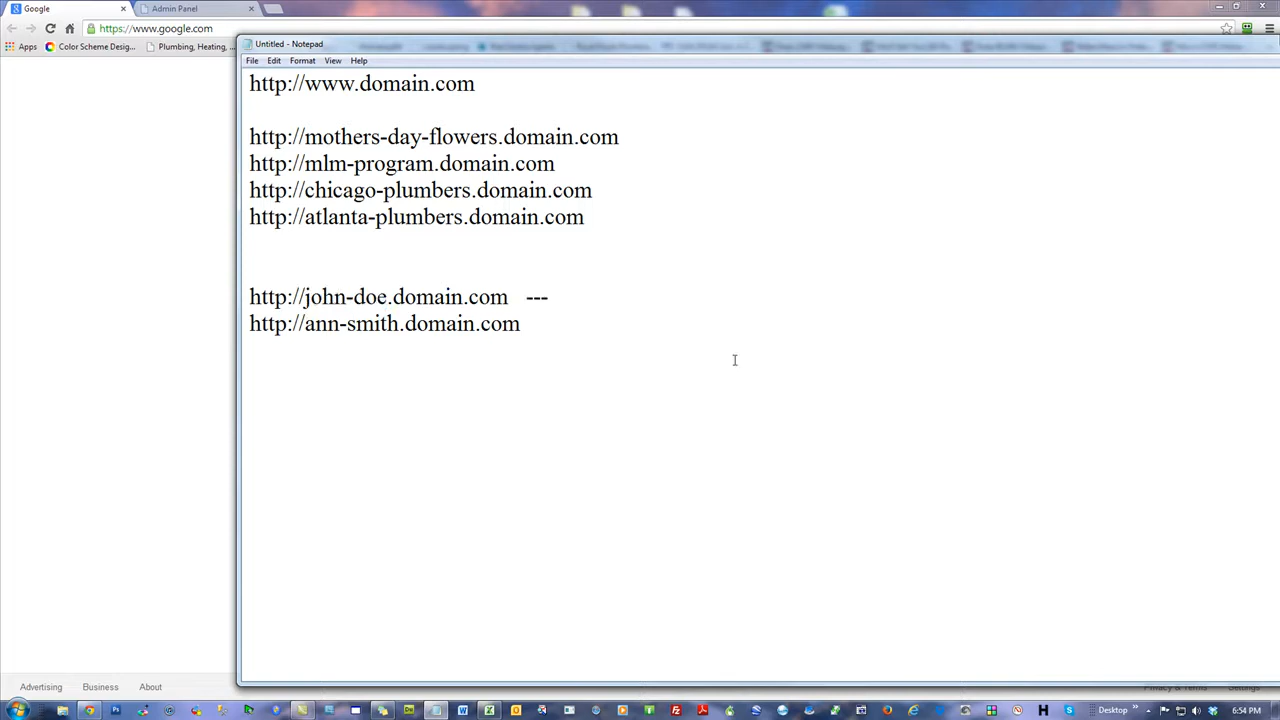 Google
Admin Panel
https://www.google.com
Apps
Color Scheme Desig...
Plumbing, Heating, ...
Untitled - Notepad
File Edit Format View Help
http://www.domain.com
http://mothers-day-flowers.domain.com
http://mlm-program.domain.com
http://chicago-plumbers.domain.com
http://atlanta-plumbers.domain.com
http://john-doe.domain.com ---
http://ann-smith.domain.com
Advertising Business About
Privacy & Terms Settings
Desktop
6:54 PM